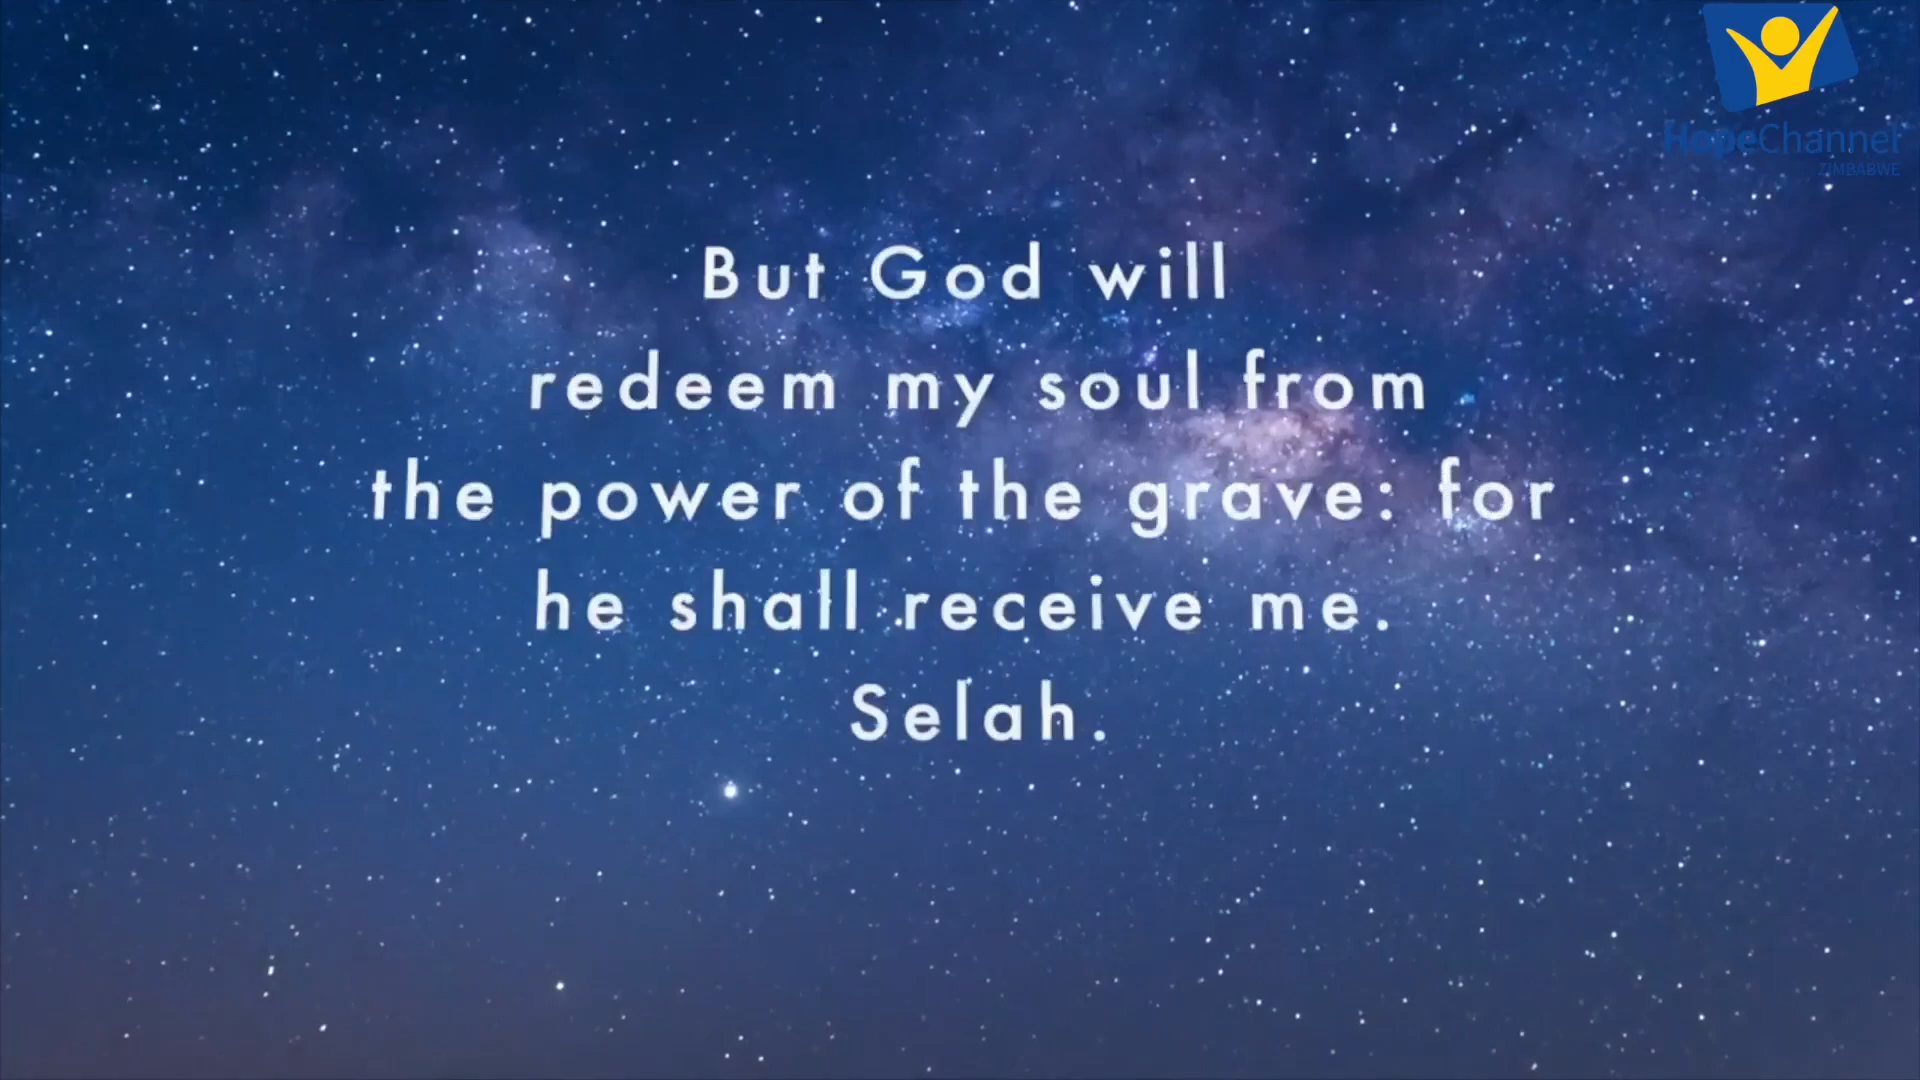 HopeChannel
ZIMBABWE
But God will
redeem my soul from
the power of the grave: for
he shall receive me.
Selah.